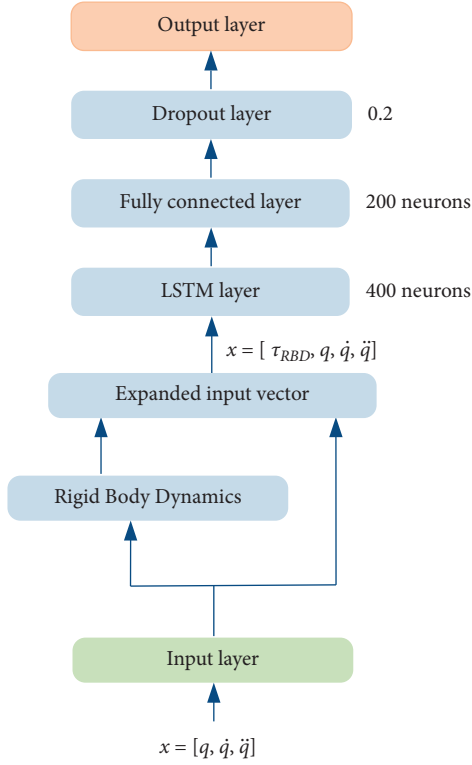 Output layer
Dropout layer 0.2
Fully connected layer 200 neurons
LSTM layer 400 neurons
x = [ τ_RBD, q, q̇, q̈]
Expanded input vector
Rigid Body Dynamics
Input layer
x = [q, q̇, q̈]